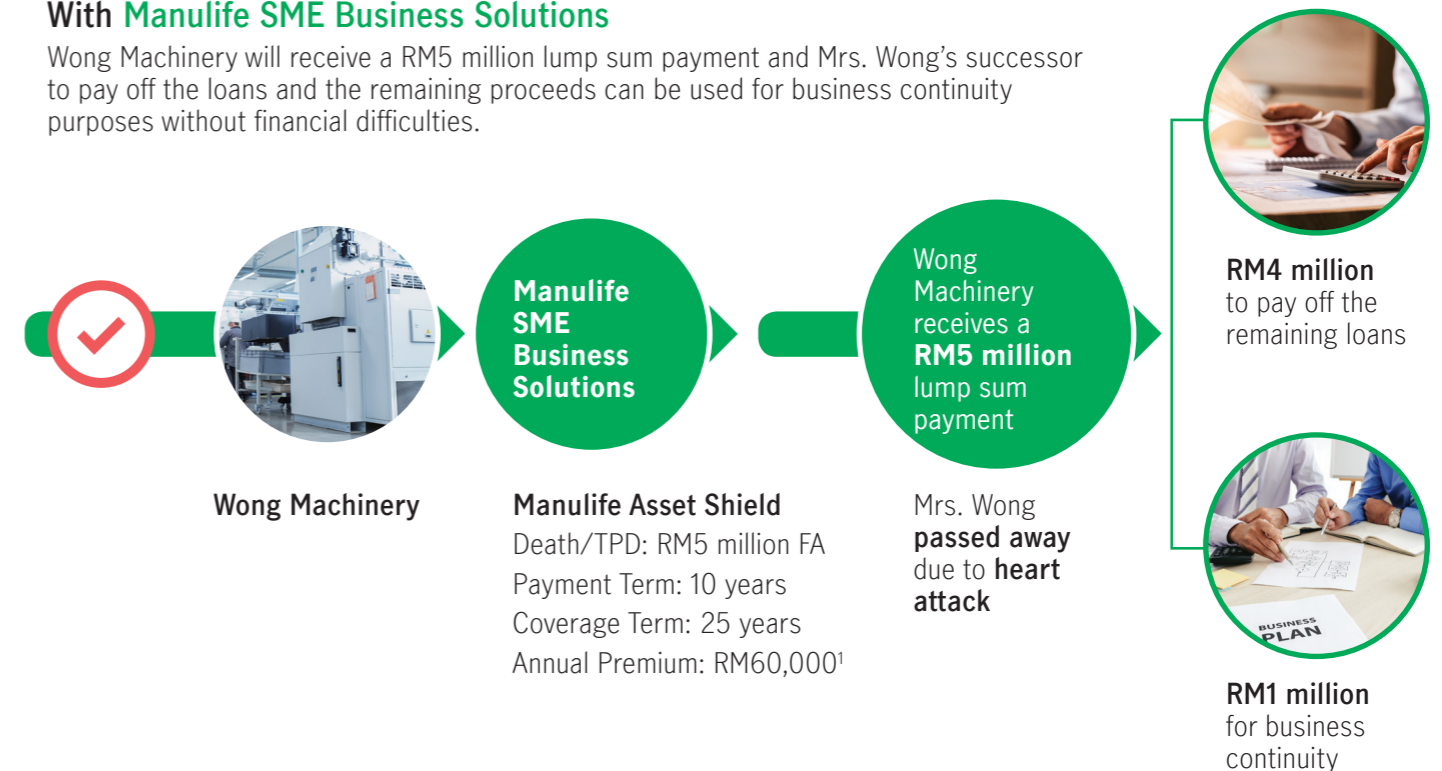 With Manulife SME Business Solutions
Wong Machinery will receive a RM5 million lump sum payment and Mrs. Wong’s successor
to pay off the loans and the remaining proceeds can be used for business continuity
purposes without financial difficulties.
Wong Machinery
Manulife
SME
Business
Solutions
Manulife Asset Shield
Death/TPD: RM5 million FA
Payment Term: 10 years
Coverage Term: 25 years
Annual Premium: RM60,000¹
Wong
Machinery
receives a
RM5 million
lump sum
payment
Mrs. Wong
passed away
due to heart
attack
RM4 million
to pay off the
remaining loans
BUSINESS
PLAN
RM1 million
for business
continuity